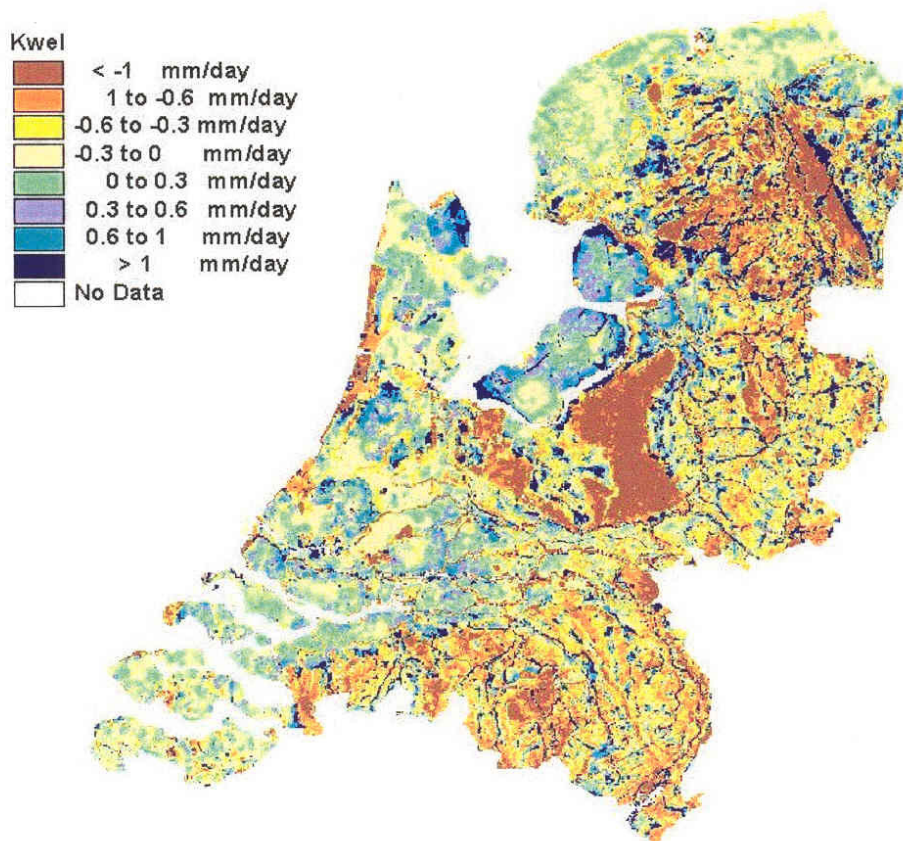 Kwel
< -1 mm/day
1 to -0.6 mm/day
-0.6 to -0.3 mm/day
-0.3 to 0 mm/day
0 to 0.3 mm/day
0.3 to 0.6 mm/day
0.6 to 1 mm/day
> 1 mm/day
No Data